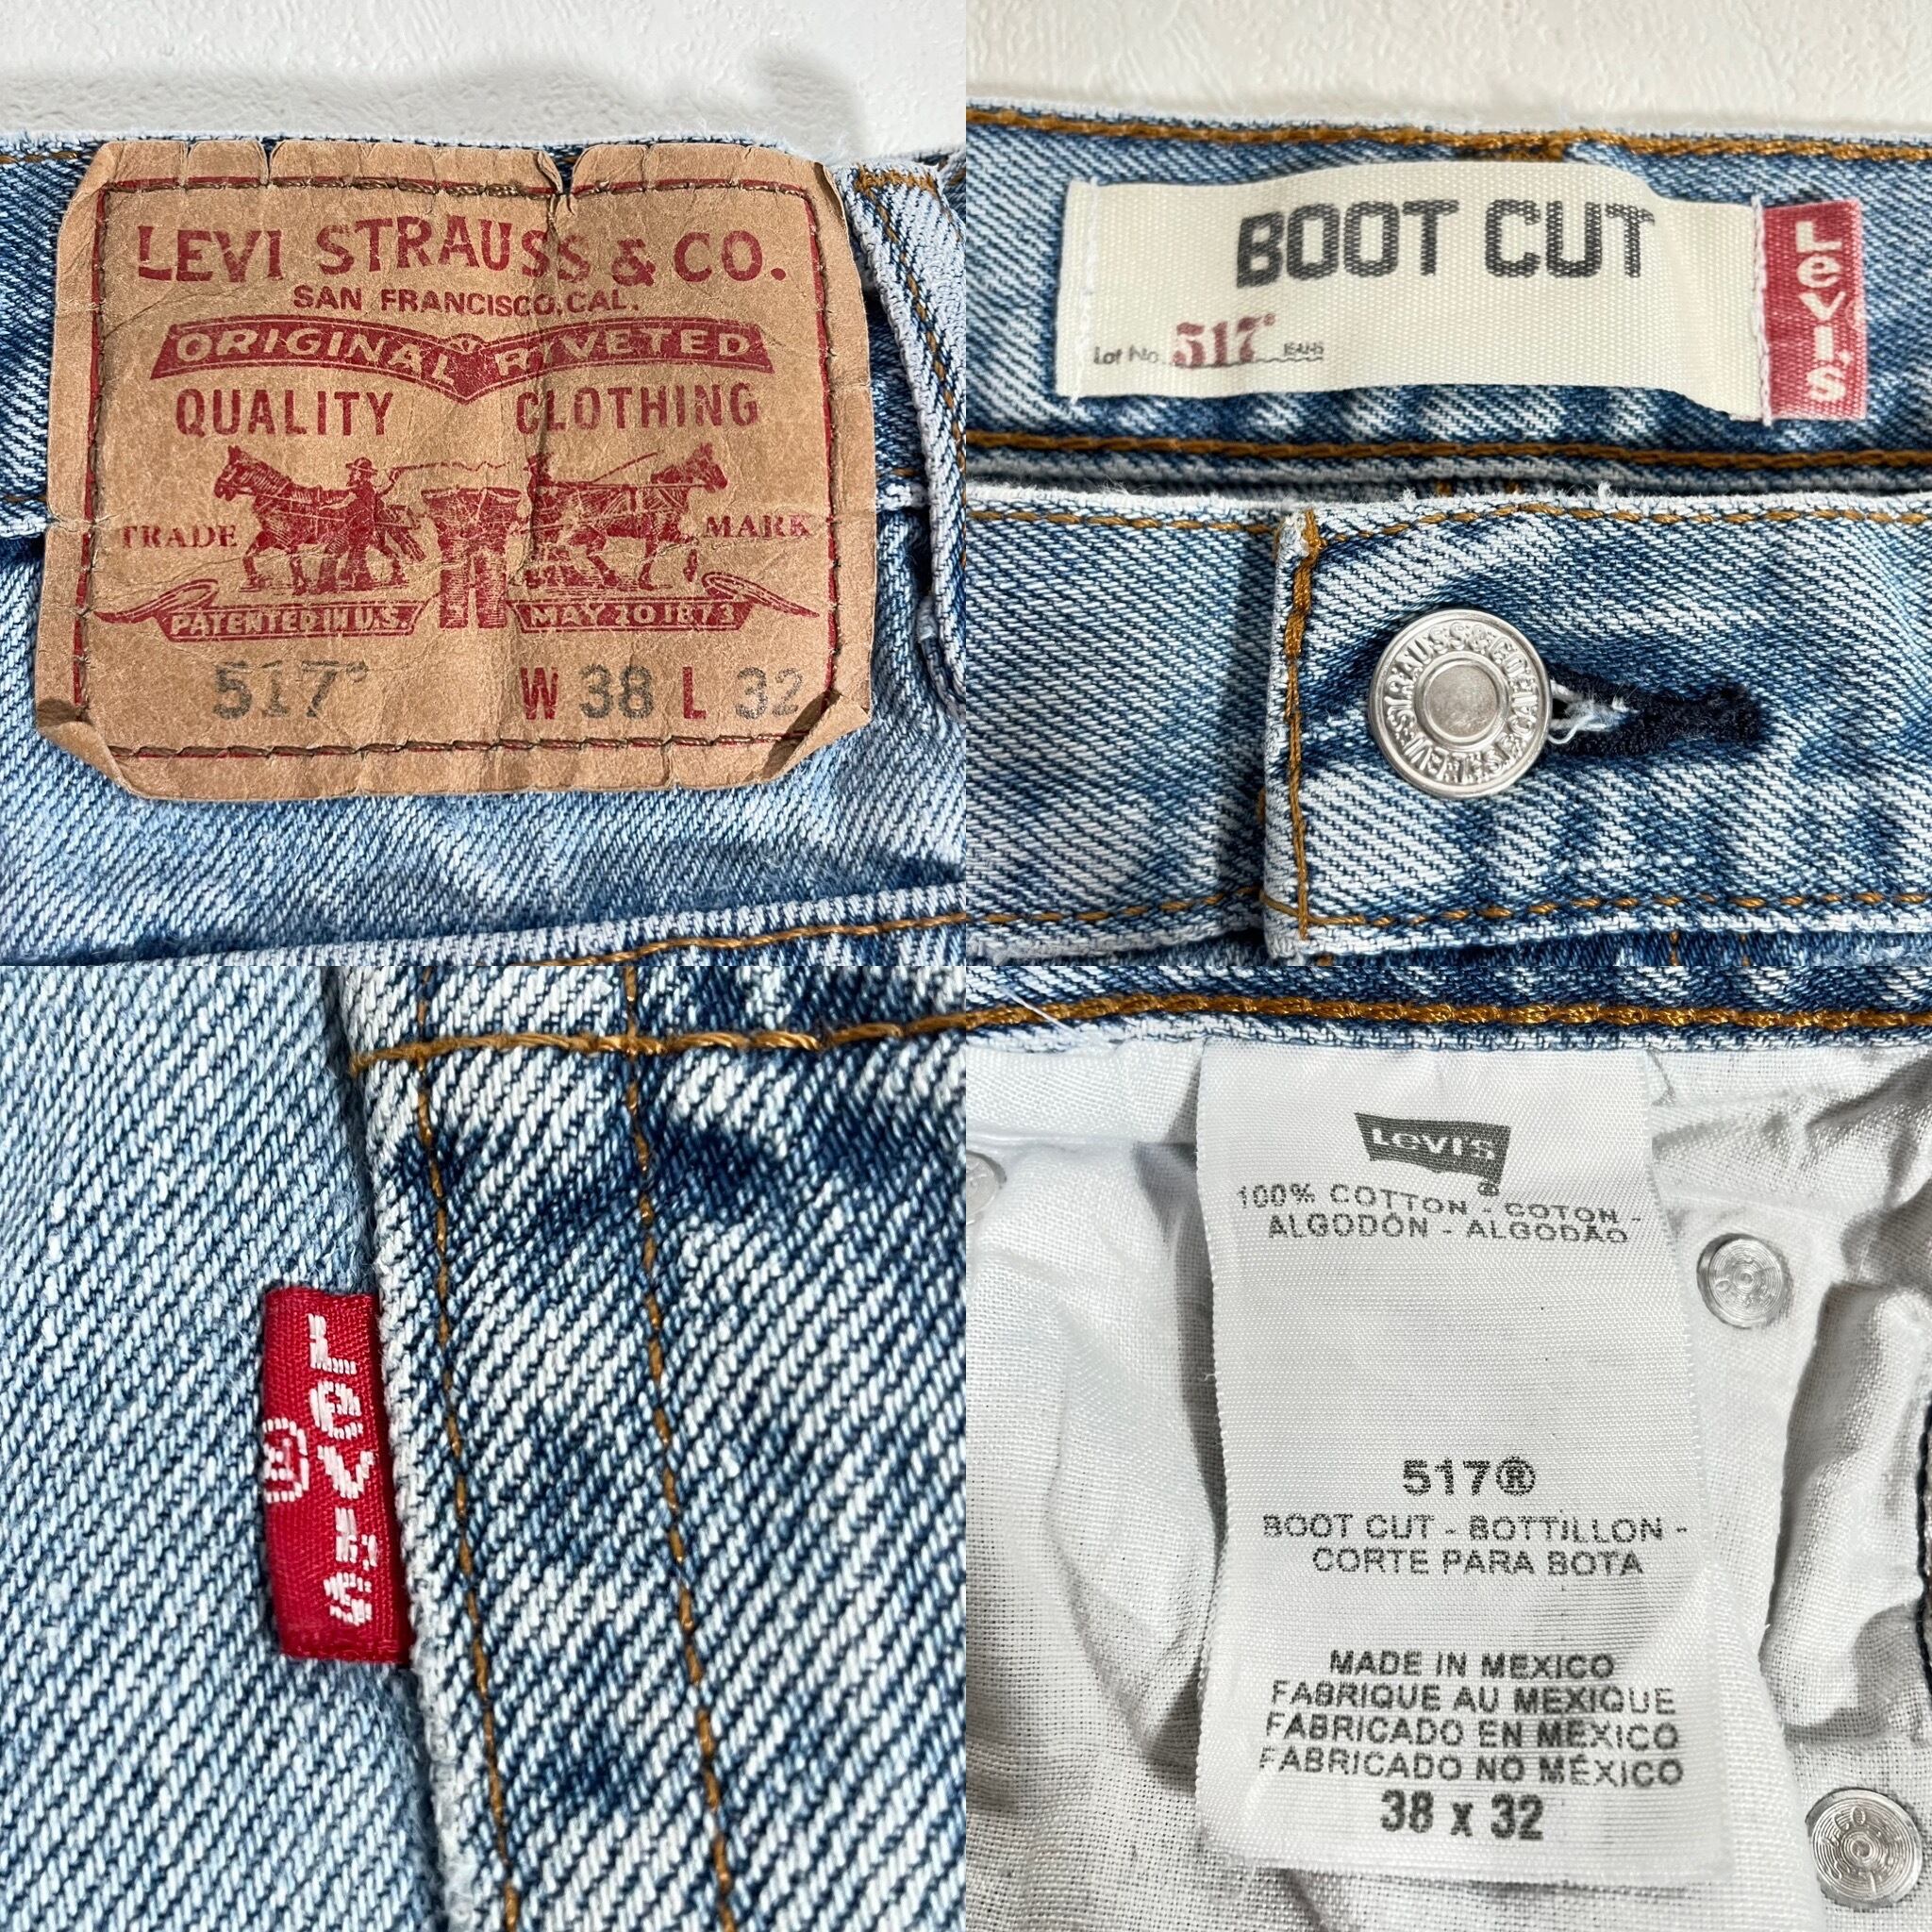 LEVI STRAUSS & CO.
SAN FRANCISCO, CAL.
ORIGINAL RIVETED
QUALITY CLOTHING
TRADE MARK
PATENTED IN U.S. MAY 20 1873
517® W 38 L 32
BOOT CUT
Lot No. 517® JEANS
Levi's
Levi's
®
LEVI'S
®
100% COTTON - COTON -
ALGODÓN - ALGODÃO
517®
BOOT CUT - BOTTILLON -
CORTE PARA BOTA
MADE IN MEXICO
FABRIQUE AU MEXIQUE
FABRICADO EN MÉXICO
FABRICADO NO MÉXICO
38 x 32